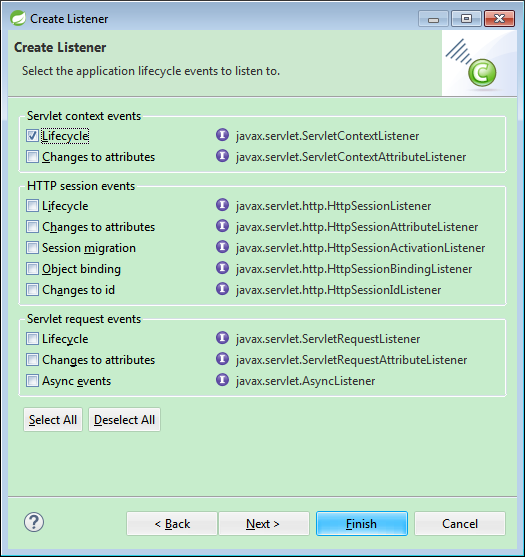 Create Listener
Create Listener
Select the application lifecycle events to listen to.
C
Servlet context events
Lifecycle I javax.servlet.ServletContextListener
Changes to attributes I javax.servlet.ServletContextAttributeListener
HTTP session events
Lifecycle I javax.servlet.http.HttpSessionListener
Changes to attributes I javax.servlet.http.HttpSessionAttributeListener
Session migration I javax.servlet.http.HttpSessionActivationListener
Object binding I javax.servlet.http.HttpSessionBindingListener
Changes to id I javax.servlet.http.HttpSessionIdListener
Servlet request events
Lifecycle I javax.servlet.ServletRequestListener
Changes to attributes I javax.servlet.ServletRequestAttributeListener
Async events I javax.servlet.AsyncListener
Select All Deselect All
? < Back Next > Finish Cancel